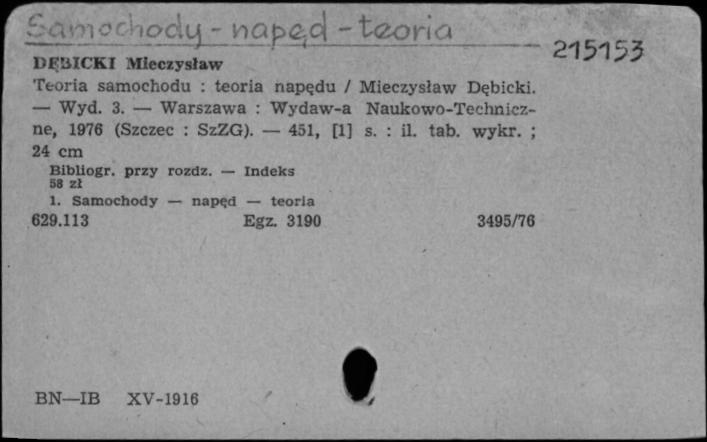 Samochody - napęd - teoria
215153
DĘBICKI Mieczysław
Teoria samochodu : teoria napędu / Mieczysław Dębicki.
— Wyd. 3. — Warszawa : Wydaw-a Naukowo-Technicz-
ne, 1976 (Szczec : SzZG). — 451, [1] s. : il. tab. wykr. ;
24 cm
Bibliogr. przy rozdz. — Indeks
58 zł
1. Samochody — napęd — teoria
629.113 Egz. 3190 3495/76
BN—IB XV-1916